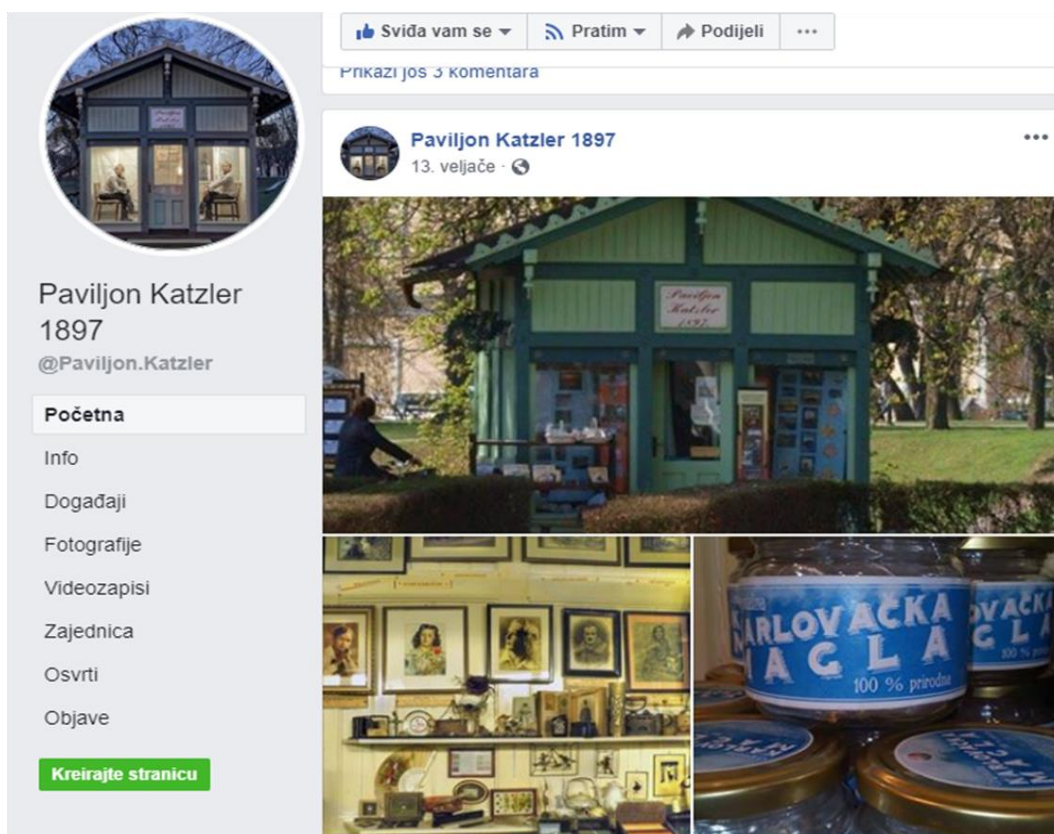 Sviđa vam se
Pratim
Podijeli
Prikaži još 3 komentara
Paviljon Katzler 1897
13. veljače
Paviljon
Katzler
1897.
KARLOVAČKA
MAGLA
100 % prirodna
OVAČKA
GLA
100 % prirodna
Paviljon Katzler
1897
@Paviljon.Katzler
Početna
Info
Događaji
Fotografije
Videozapisi
Zajednica
Osvrti
Objave
Kreirajte stranicu